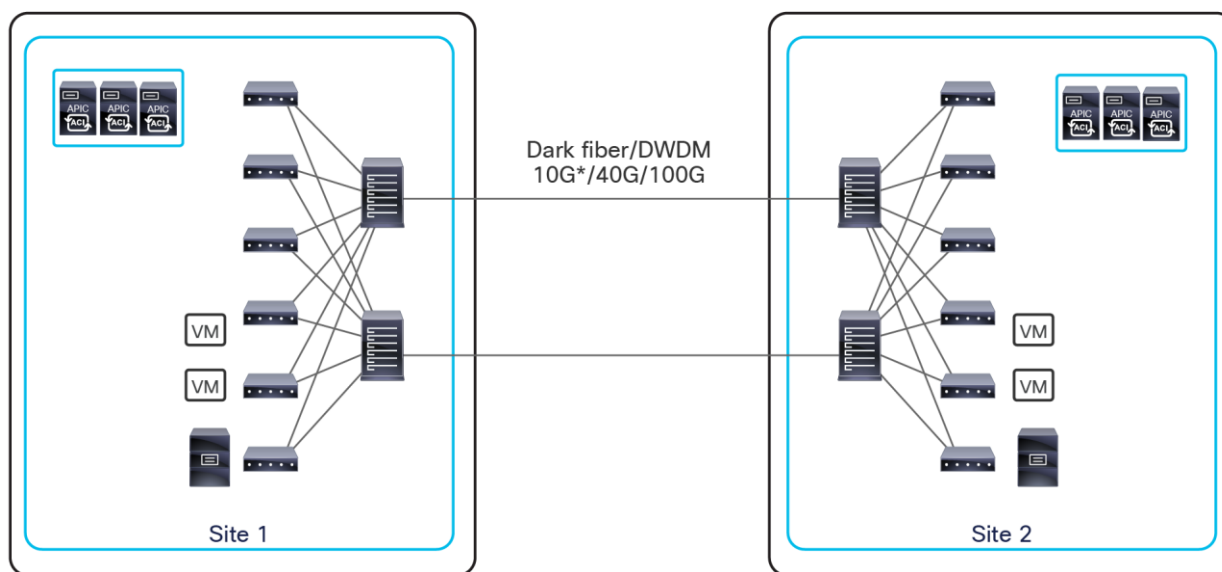 APIC APIC APIC
ACI ACI ACI
VM
VM
Site 1
Dark fiber/DWDM
10G*/40G/100G
APIC APIC APIC
ACI ACI ACI
VM
VM
Site 2